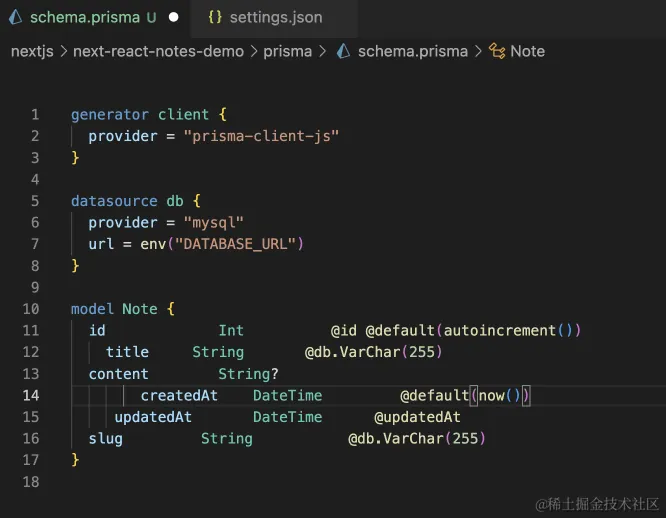 schema.prisma U
{} settings.json
nextjs > next-react-notes-demo > prisma > schema.prisma > Note
1 generator client {
2 provider = "prisma-client-js"
3 }
4
5 datasource db {
6 provider = "mysql"
7 url = env("DATABASE_URL")
8 }
9
10 model Note {
11 id Int @id @default(autoincrement())
12 title String @db.VarChar(255)
13 content String?
14 createdAt DateTime @default(now())
15 updatedAt DateTime @updatedAt
16 slug String @db.VarChar(255)
17 }
18
@稀土掘金技术社区